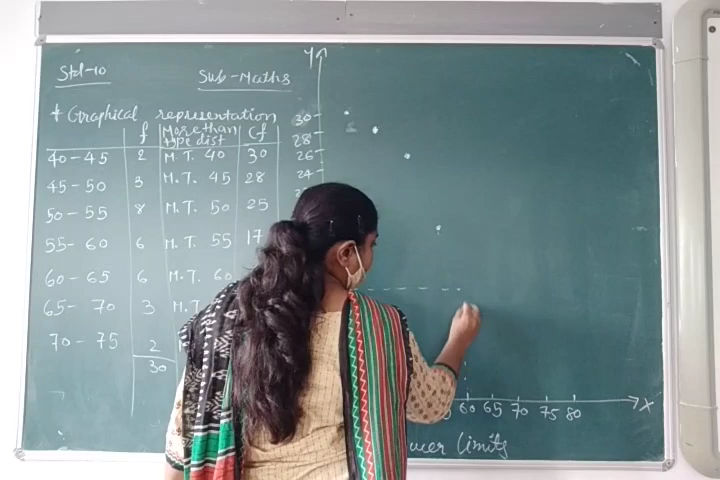 Std-10
Sub-Maths
Y
# Graphical representation
f More than type dist Cf
40-45 2 M.T. 40 30
45-50 3 M.T. 45 28
50-55 8 M.T. 50 25
55-60 6 M.T. 55 17
60-65 6 M.T. 60
65-70 3 M.T
70-75 2
30
30
28
26
24
60 65 70 75 80 X
limits